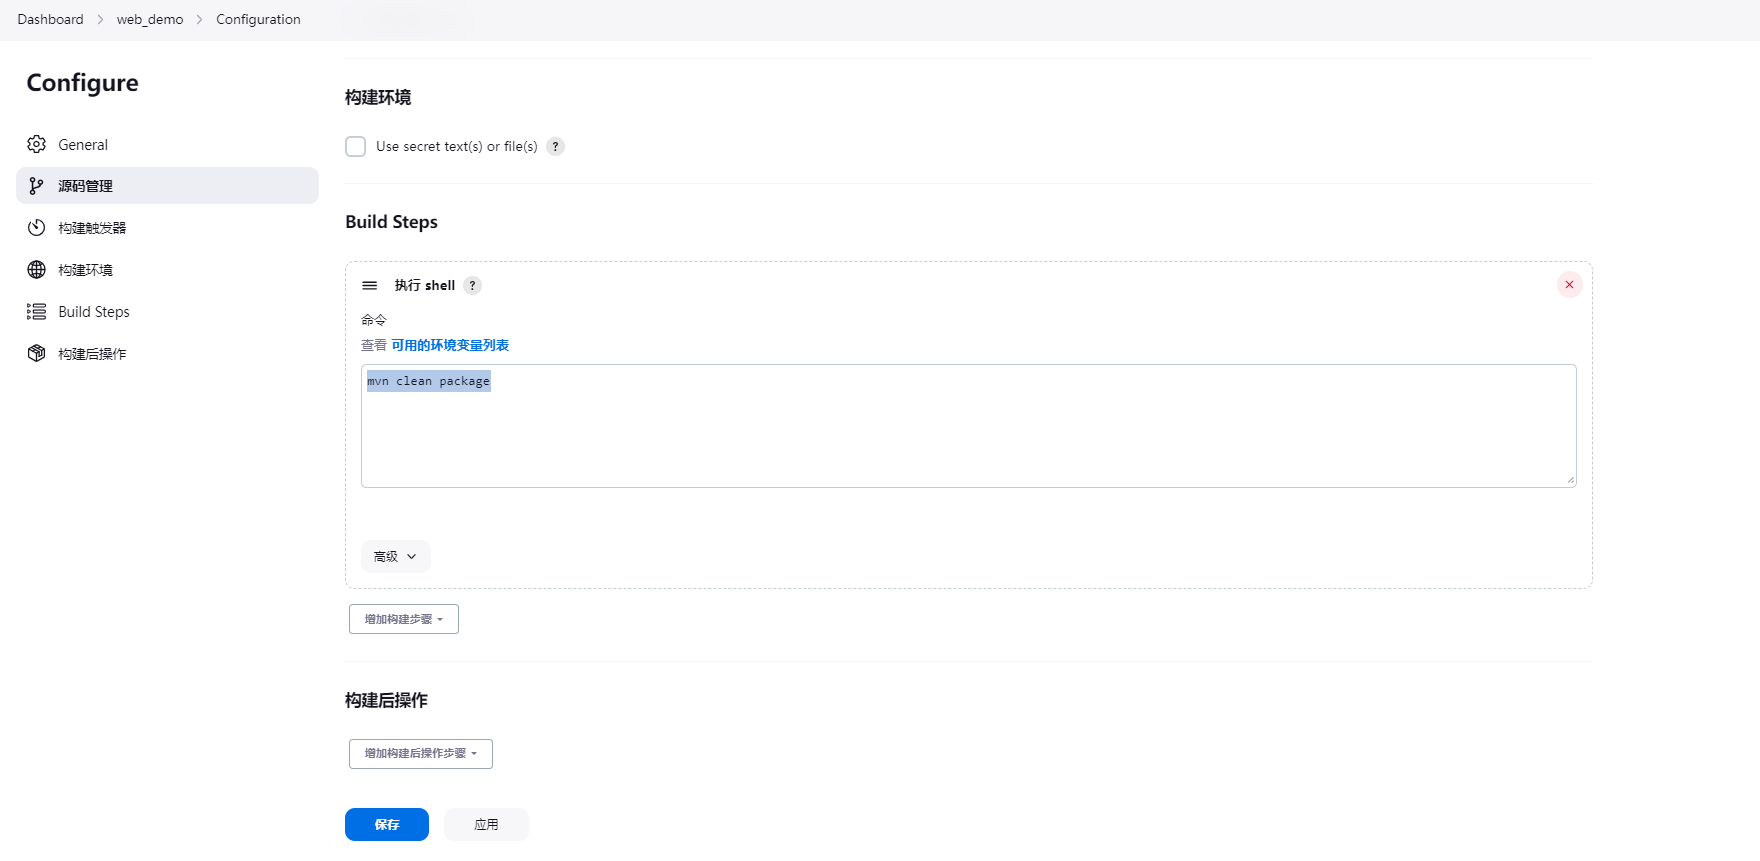 Dashboard > web_demo > Configuration
Configure
General
源码管理
构建触发器
构建环境
Build Steps
构建后操作
构建环境
Use secret text(s) or file(s) ?
Build Steps
执行 shell ?
命令
查看 可用的环境变量列表
mvn clean package
高级
增加构建步骤
构建后操作
增加构建后操作步骤
保存 应用